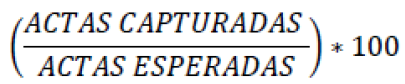 (ACTAS CAPTURADAS
ACTAS ESPERADAS) * 100